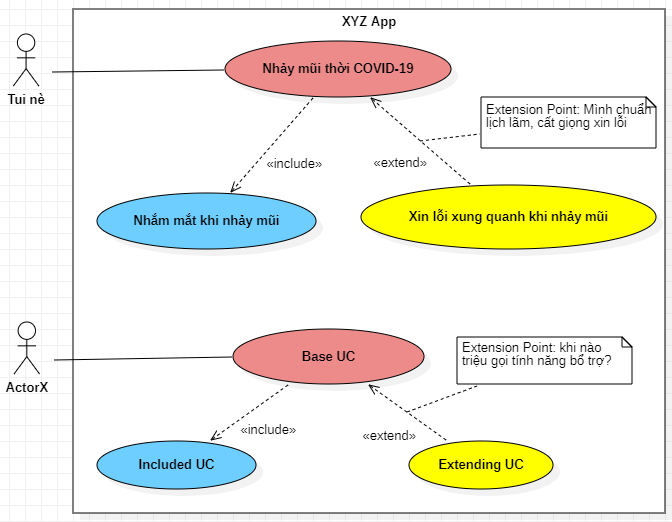 XYZ App
Tui nè
Nhảy mũi thời COVID-19
Extension Point: Mình chuẩn
lịch lãm, cất giọng xin lỗi
«include»
«extend»
Nhắm mắt khi nhảy mũi
Xin lỗi xung quanh khi nhảy mũi
ActorX
Base UC
Extension Point: khi nào
triệu gọi tính năng bổ trợ?
«include»
«extend»
Included UC
Extending UC